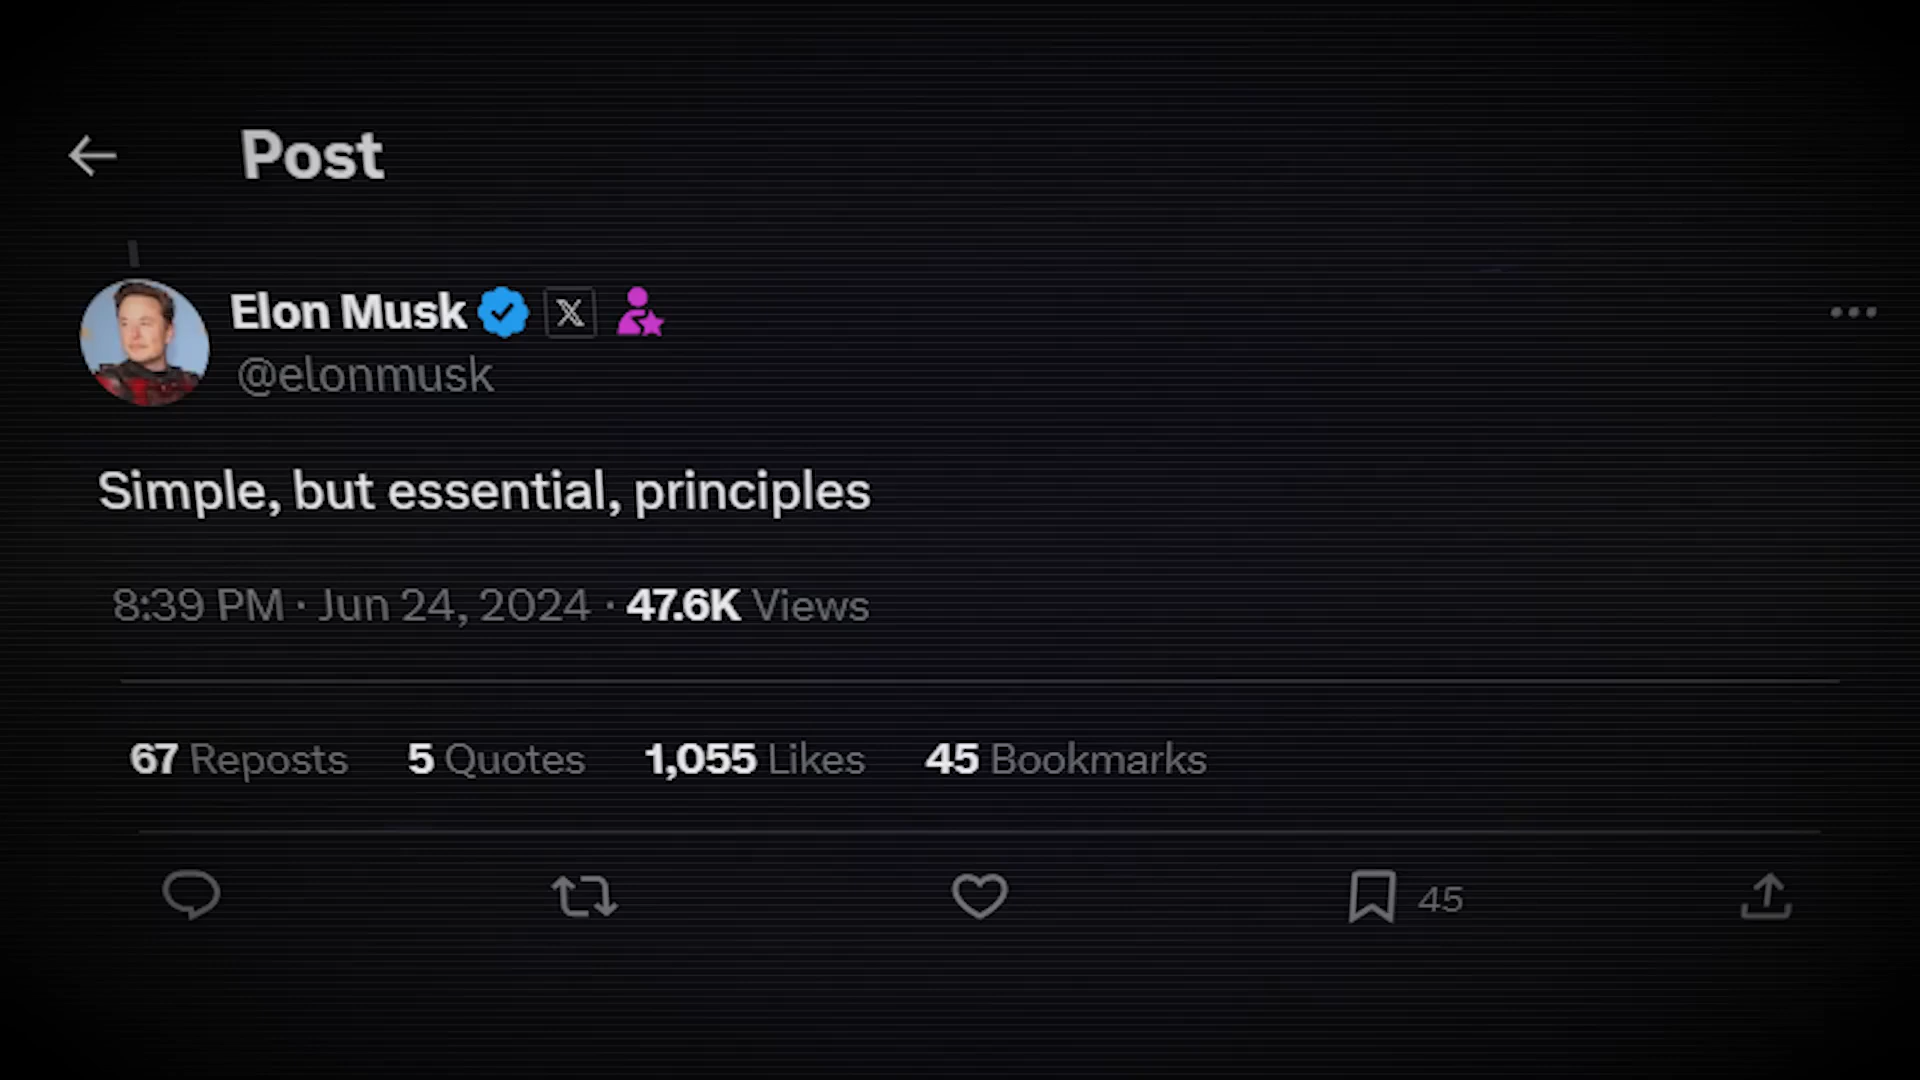 Post
Elon Musk
@elonmusk
Simple, but essential, principles
8:39 PM · Jun 24, 2024 · 47.6K Views
67 Reposts 5 Quotes 1,055 Likes 45 Bookmarks
45